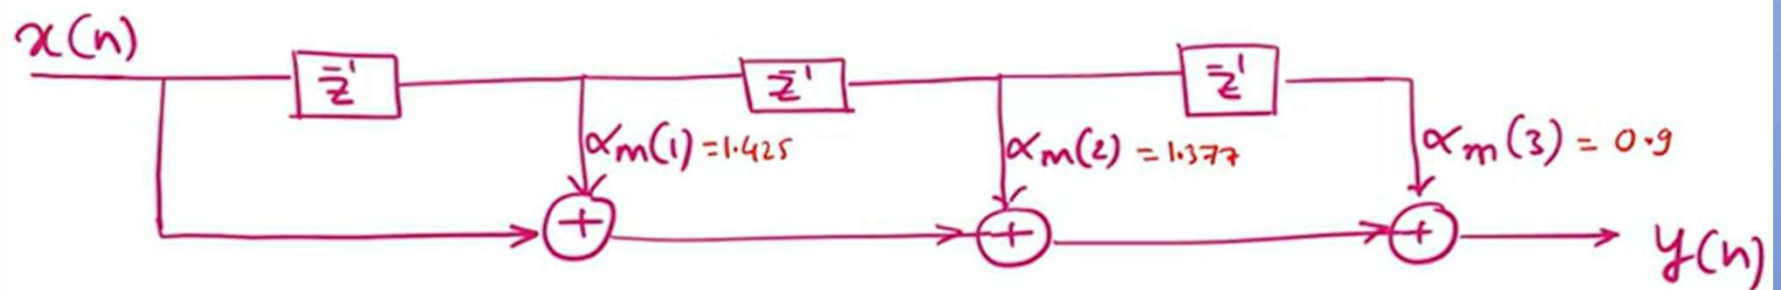 x(n)
z⁻¹ z⁻¹ z⁻¹
αm(1) = 1.425 αm(2) = 1.377 αm(3) = 0.9
+ + +
y(n)